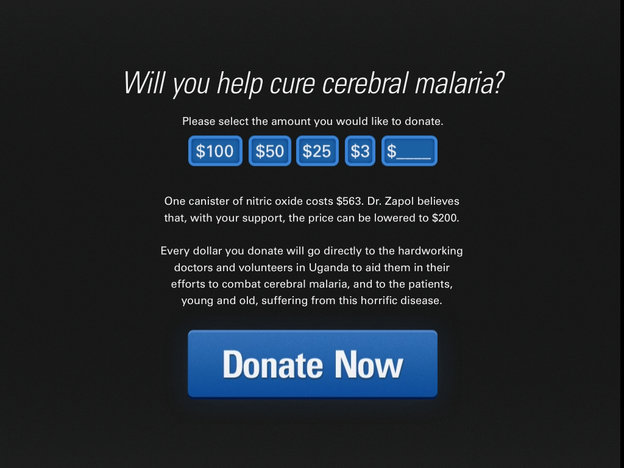 Will you help cure cerebral malaria?
Please select the amount you would like to donate.
$100 $50 $25 $3 $____
One canister of nitric oxide costs $563. Dr. Zapol believes
that, with your support, the price can be lowered to $200.
Every dollar you donate will go directly to the hardworking
doctors and volunteers in Uganda to aid them in their
efforts to combat cerebral malaria, and to the patients,
young and old, suffering from this horrific disease.
Donate Now